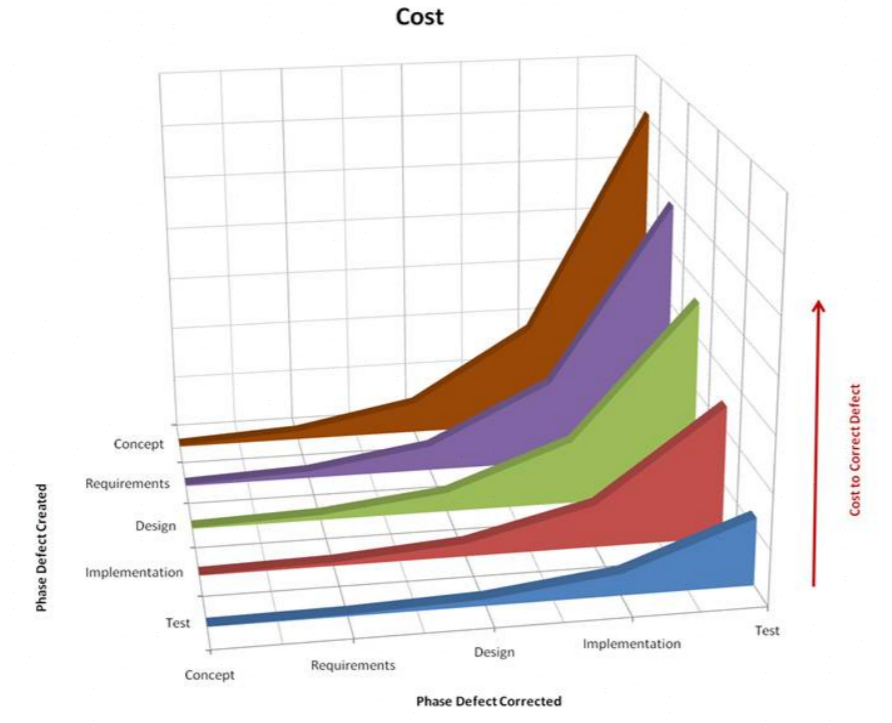 Cost
Concept
Requirements
Design
Implementation
Test
Phase Defect Created
Concept
Requirements
Design
Implementation
Test
Phase Defect Corrected
Cost to Correct Defect